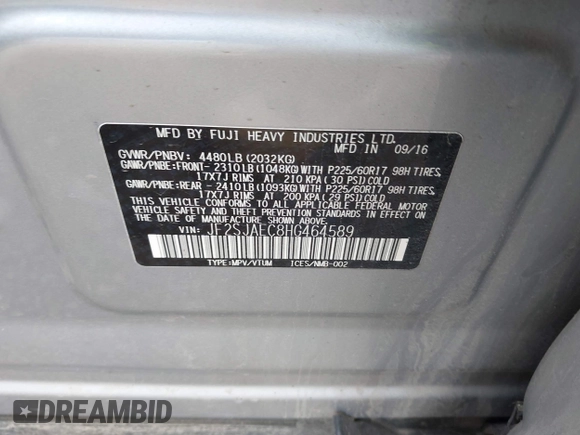 MFD BY FUJI HEAVY INDUSTRIES LTD.
MFD IN 09/16
GVWR/PNBV: 4480LB (2032KG)
GAWR/PNBE:FRONT- 2310LB (1048KG) WITH P225/60R17 98H TIRES,
17X7J RIMS AT 210 KPA ( 30 PSI) COLD
GAWR/PNBE:REAR - 2410LB (1093KG) WITH P225/60R17 98H TIRES,
17X7J RIMS AT 200 KPA ( 29 PSI) COLD
THIS VEHICLE CONFORMS TO ALL APPLICABLE FEDERAL MOTOR
VEHICLE SAFETY AND THEFT PREVENTION STANDARDS IN EFFECT
ON THE DATE OF MANUFACTURE SHOWN ABOVE.
VIN: JF2SJAEC8HG464589
TYPE:MPV/VTUM ICES/NMB-002
DREAMBID